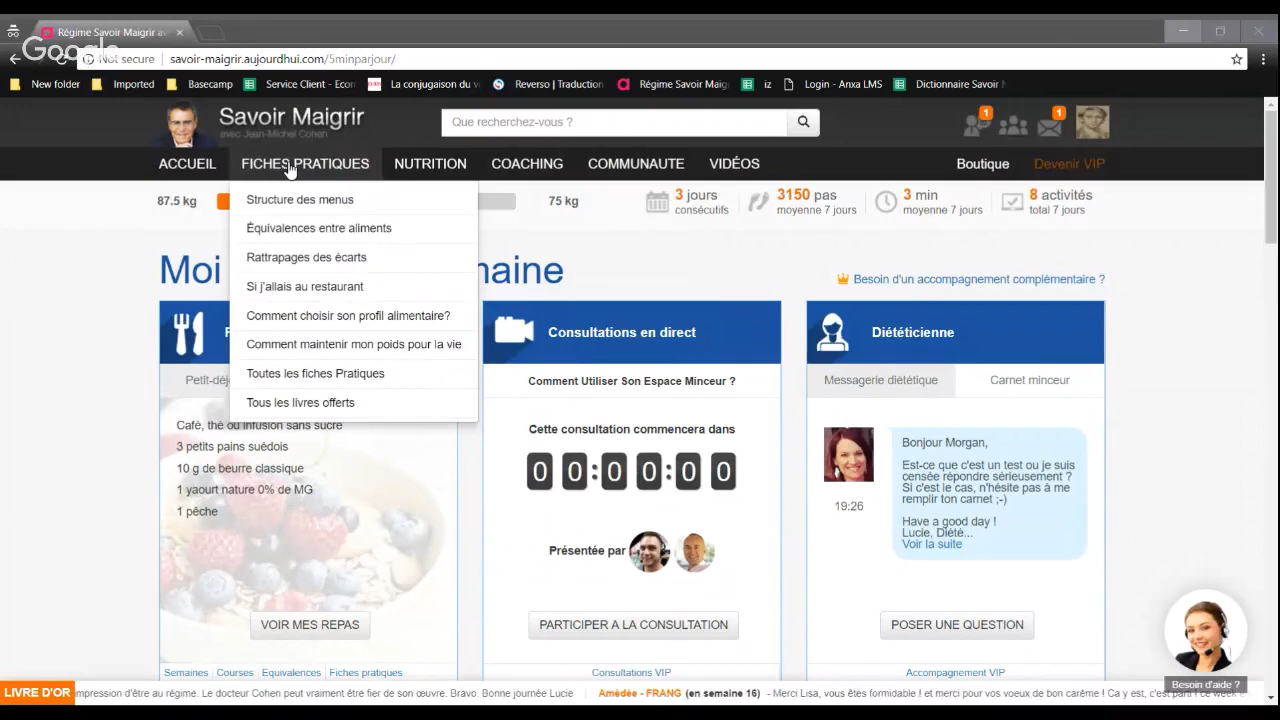 Régime Savoir Maigrir av
Google
Not secure
savoir-maigrir.aujourdhui.com/5minparjour/
New folder
Imported
Basecamp
Service Client - Econ
La conjugaison du v
Reverso | Traduction
Régime Savoir Maigri
iz
Login - Anxa LMS
Dictionnaire Savoir M
Savoir Maigrir
avec Jean-Michel Cohen
Que recherchez-vous ?
1
1
ACCUEIL
FICHES PRATIQUES
NUTRITION
COACHING
COMMUNAUTE
VIDÉOS
Boutique
Devenir VIP
87.5 kg
75 kg
3 jours
consécutifs
3150 pas
moyenne 7 jours
3 min
moyenne 7 jours
8 activités
total 7 jours
Structure des menus
Équivalences entre aliments
Rattrapages des écarts
Si j'allais au restaurant
Comment choisir son profil alimentaire?
Comment maintenir mon poids pour la vie
Toutes les fiches Pratiques
Tous les livres offerts
Moi
naine
Besoin d'un accompagnement complémentaires ?
Petit-déj
Café, thé ou infusion sans sucre
3 petits pains suédois
10 g de beurre classique
1 yaourt nature 0% de MG
1 pêche
VOIR MES REPAS
Semaines
Courses
Equivalences
Fiches pratiques
Consultations en direct
Comment Utiliser Son Espace Minceur ?
Cette consultation commencera dans
0 0:0 0:0 0
Présentée par
PARTICIPER A LA CONSULTATION
Consultations VIP
Diététicienne
Messagerie diététique
Carnet minceur
19:26
Bonjour Morgan,
Est-ce que c'est un test ou je suis
censée répondre sérieusement ?
Si c'est le cas, n'hésite pas à me
remplir ton carnet ;-)
Have a good day !
Lucie, Diété...
Voir la suite
POSER UNE QUESTION
Accompagnement VIP
Besoin d'aide ?
LIVRE D'OR
mpression d'être au régime. Le docteur Cohen peut vraiment être fier de son œuvre. Bravo. Bonne journée Lucie
Amédée - FRANG (en semaine 16) - Merci Lisa, vous êtes formidable ! et merci pour vos voeux de bon carême ! Ca y est, c'est parti ! ce week e